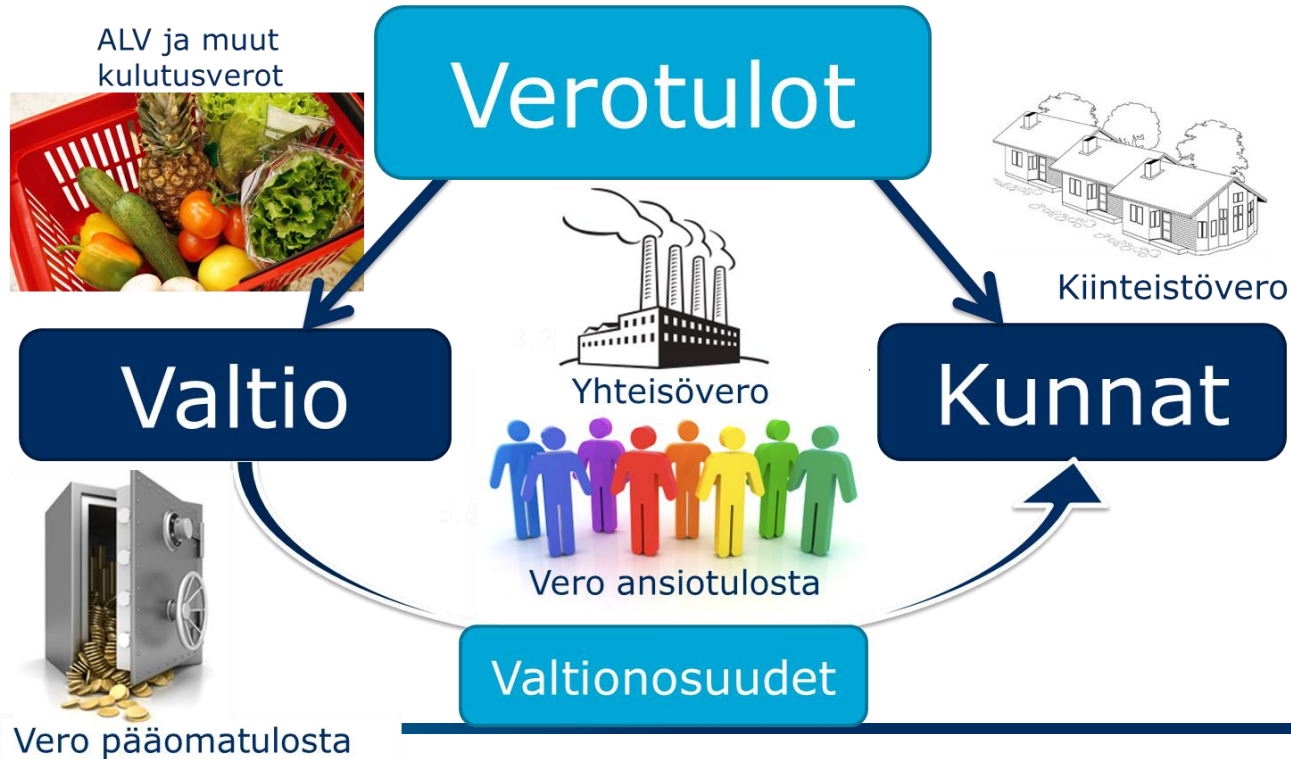 ALV ja muut
kulutusverot
Verotulot
Kiinteistövero
Valtio
Yhteisövero
Kunnat
Vero ansiotulosta
Valtionosuudet
Vero pääomatulosta